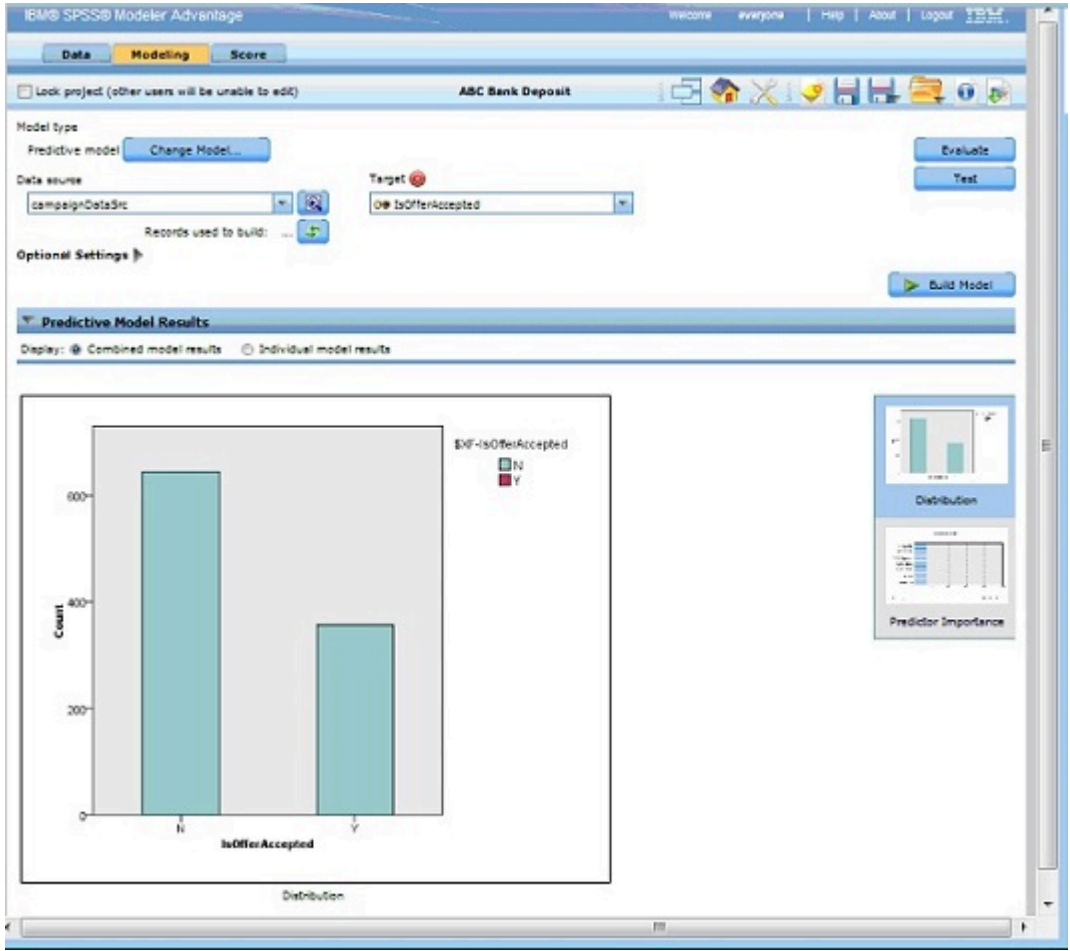 IBM® SPSS® Modeler Advantage
Welcome everyone | Help | About | Logout IBM.
Data Modeling Score
Lock project (other users will be unable to edit) ABC Bank Deposit
Model type
Predictive model Change Model... Evaluate
Data source Target Test
campaignDataSrc IsOfferAccepted
Records used to build: ...
Optional Settings
Build Model
Predictive Model Results
Display: Combined model results Individual model results
$XF-IsOfferAccepted
N
Y
600
400
200
0
Count
N Y
IsOfferAccepted
Distribution
Distribution
Predictor Importance